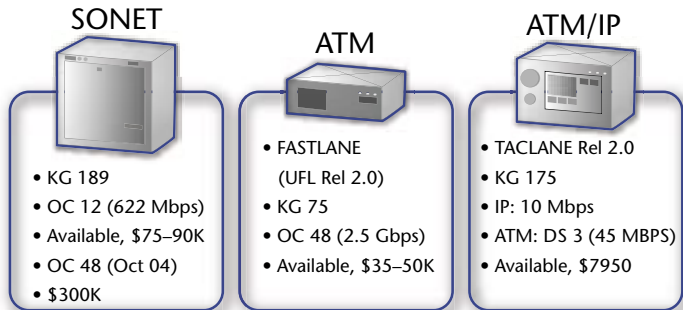 SONET
• KG 189
• OC 12 (622 Mbps)
• Available, $75–90K
• OC 48 (Oct 04)
• $300K
ATM
• FASTLANE
(UFL Rel 2.0)
• KG 75
• OC 48 (2.5 Gbps)
• Available, $35–50K
ATM/IP
• TACLANE Rel 2.0
• KG 175
• IP: 10 Mbps
• ATM: DS 3 (45 MBPS)
• Available, $7950